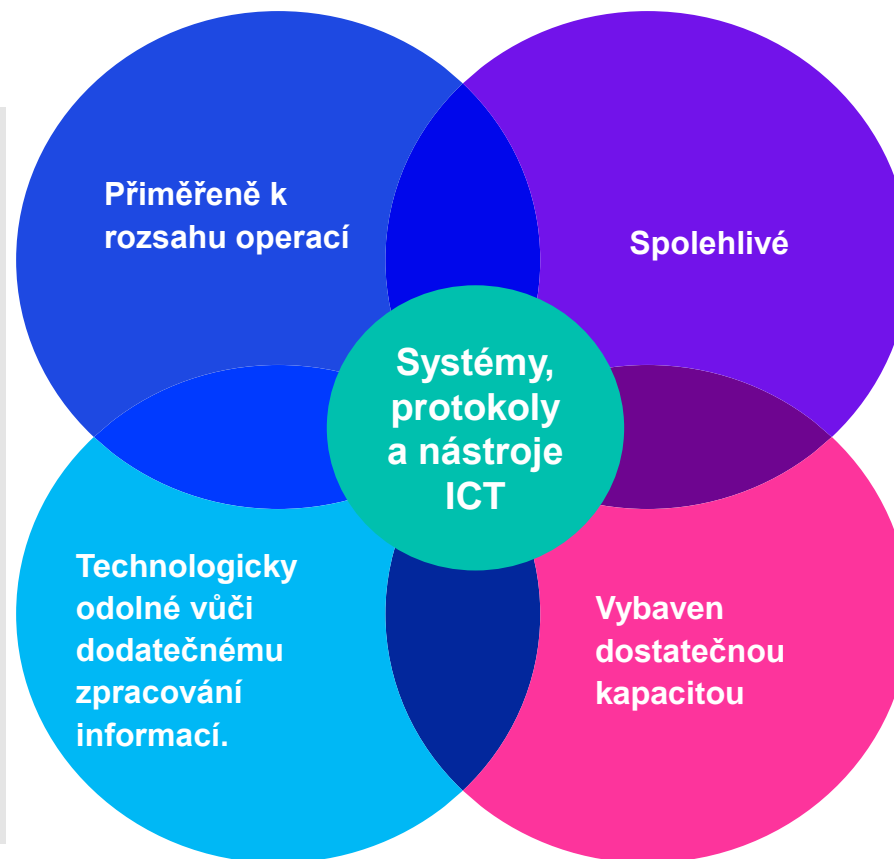 Přiměřeně k
rozsahu operací
Spolehlivé
Systémy,
protokoly
a nástroje
ICT
Technologicky
odolné vůči
dodatečnému
zpracování
informací.
Vybaven
dostatečnou
kapacitou